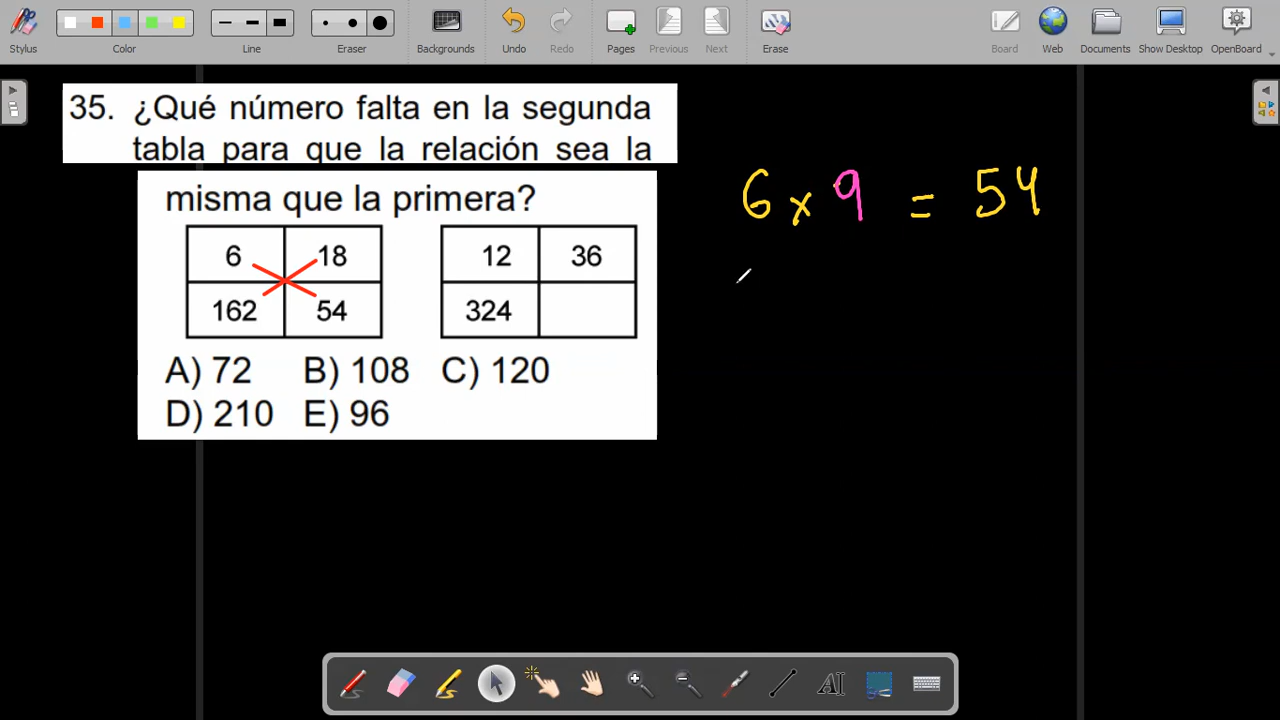 Stylus Color Line Eraser Backgrounds Undo Redo Pages Previous Next Erase Board Web Documents Show Desktop OpenBoard
35. ¿Qué número falta en la segunda
tabla para que la relación sea la
misma que la primera?
6 18
162 54
12 36
324
A) 72 B) 108 C) 120
D) 210 E) 96
6 x 9 = 54
AI